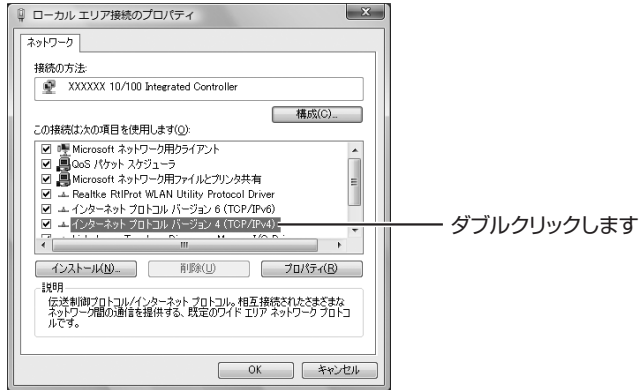 ローカル エリア接続のプロパティ
ネットワーク
接続の方法:
XXXXXX 10/100 Integrated Controller
構成(C)...
この接続は次の項目を使用します(O):
Microsoft ネットワーク用クライアント
QoS パケット スケジューラ
Microsoft ネットワーク用ファイルとプリンタ共有
Realtke RtlProt WLAN Utility Protocol Driver
インターネット プロトコル バージョン 6 (TCP/IPv6)
インターネット プロトコル バージョン 4 (TCP/IPv4)
ダブルクリックします
インストール(N)...
削除(U)
プロパティ(R)
説明
伝送制御プロトコル/インターネット プロトコル。相互接続されたさまざまな
ネットワーク間の通信を提供する、既定のワイド エリア ネットワーク プロトコ
ルです。
OK
キャンセル